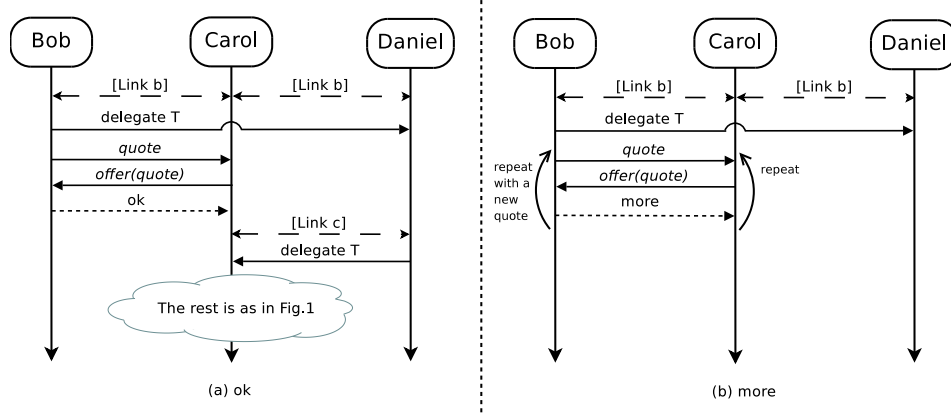 Bob
Carol
Daniel
[Link b]
[Link b]
delegate T
quote
offer(quote)
ok
[Link c]
delegate T
The rest is as in Fig.1
(a) ok
Bob
Carol
Daniel
[Link b]
[Link b]
delegate T
quote
offer(quote)
more
repeat
with a
new
quote
repeat
(b) more